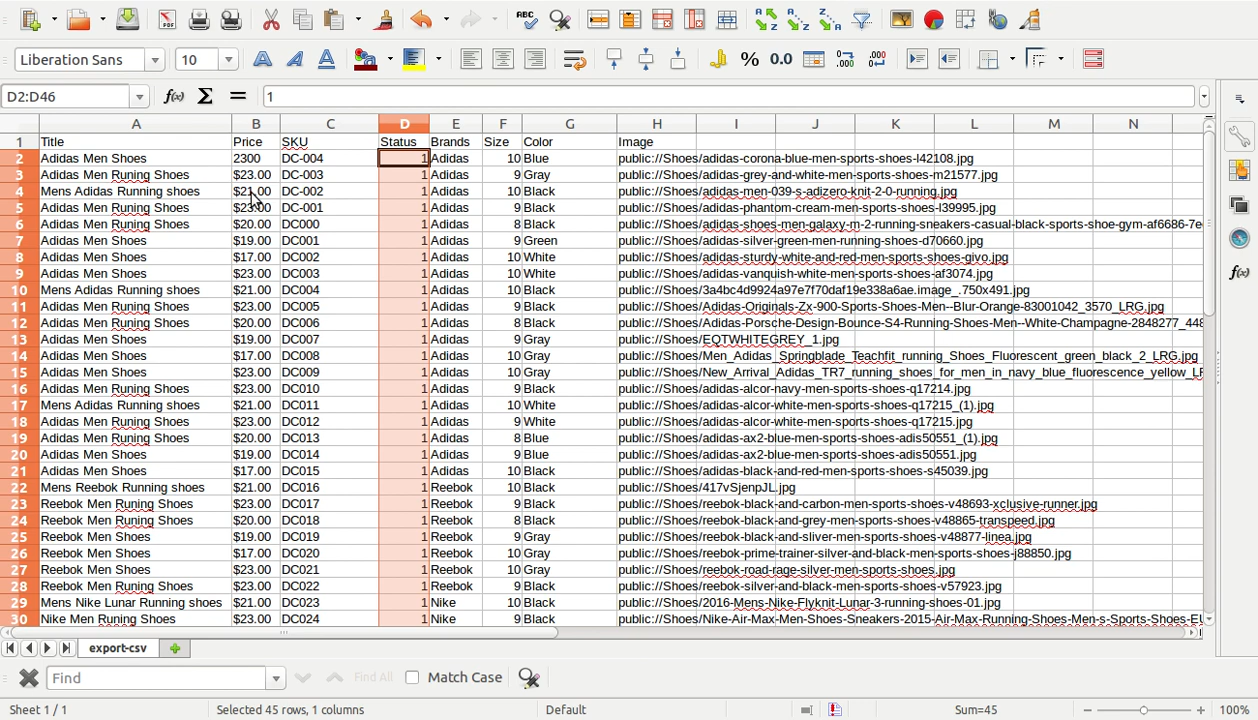 Liberation Sans 10
D2:D46 1
A B C D E F G H I J K L M N
1 Title Price SKU Status Brands Size Color Image
2 Adidas Men Shoes 2300 DC-004 1 Adidas 10 Blue public://Shoes/adidas-corona-blue-men-sports-shoes-l42108.jpg
3 Adidas Men Runing Shoes $23.00 DC-003 1 Adidas 9 Gray public://Shoes/adidas-grey-and-white-men-sports-shoes-m21577.jpg
4 Mens Adidas Running shoes $21.00 DC-002 1 Adidas 10 Black public://Shoes/adidas-men-039-s-adizero-knit-2-0-running.jpg
5 Adidas Men Runing Shoes $23.00 DC-001 1 Adidas 9 Black public://Shoes/adidas-phantom-cream-men-sports-shoes-l39995.jpg
6 Adidas Men Runing Shoes $20.00 DC000 1 Adidas 8 Black public://Shoes/adidas-shoes-men-galaxy-m-2-running-sneakers-casual-black-sports-shoe-gym-af6686-7e
7 Adidas Men Shoes $19.00 DC001 1 Adidas 9 Green public://Shoes/adidas-silver-green-men-running-shoes-d70660.jpg
8 Adidas Men Shoes $17.00 DC002 1 Adidas 10 White public://Shoes/adidas-sturdy-white-and-red-men-sports-shoes-givo.jpg
9 Adidas Men Shoes $23.00 DC003 1 Adidas 10 White public://Shoes/adidas-vanquish-white-men-sports-shoes-af3074.jpg
10 Mens Adidas Running shoes $21.00 DC004 1 Adidas 10 Black public://Shoes/3a4bc4d9924a97e7f70daf19e338a6ae.image_.750x491.jpg
11 Adidas Men Runing Shoes $23.00 DC005 1 Adidas 9 Black public://Shoes/Adidas-Originals-Zx-900-Sports-Shoes-Men--Blur-Orange-83001042_3570_LRG.jpg
12 Adidas Men Runing Shoes $20.00 DC006 1 Adidas 8 Black public://Shoes/Adidas-Porsche-Design-Bounce-S4-Running-Shoes-Men--White-Champagne-2848277_448
13 Adidas Men Shoes $19.00 DC007 1 Adidas 9 Gray public://Shoes/EQTWHITEGREY_1.jpg
14 Adidas Men Shoes $17.00 DC008 1 Adidas 10 Gray public://Shoes/Men_Adidas_Springblade_Teachfit_running_Shoes_Fluorescent_green_black_2_LRG.jpg
15 Adidas Men Shoes $23.00 DC009 1 Adidas 10 Gray public://Shoes/New_Arrival_Adidas_TR7_running_shoes_for_men_in_navy_blue_fluorescence_yellow_LR
16 Adidas Men Runing Shoes $23.00 DC010 1 Adidas 9 Black public://Shoes/adidas-alcor-navy-men-sports-shoes-q17214.jpg
17 Mens Adidas Running shoes $21.00 DC011 1 Adidas 10 White public://Shoes/adidas-alcor-white-men-sports-shoes-q17215_(1).jpg
18 Adidas Men Runing Shoes $23.00 DC012 1 Adidas 9 White public://Shoes/adidas-alcor-white-men-sports-shoes-q17215.jpg
19 Adidas Men Runing Shoes $20.00 DC013 1 Adidas 8 Blue public://Shoes/adidas-ax2-blue-men-sports-shoes-adis50551_(1).jpg
20 Adidas Men Shoes $19.00 DC014 1 Adidas 9 Blue public://Shoes/adidas-ax2-blue-men-sports-shoes-adis50551.jpg
21 Adidas Men Shoes $17.00 DC015 1 Adidas 10 Black public://Shoes/adidas-black-and-red-men-sports-shoes-s45039.jpg
22 Mens Reebok Running shoes $21.00 DC016 1 Reebok 10 Black public://Shoes/417vSjenpJL.jpg
23 Reebok Men Runing Shoes $23.00 DC017 1 Reebok 9 Black public://Shoes/reebok-black-and-carbon-men-sports-shoes-v48693-xclusive-runner.jpg
24 Reebok Men Runing Shoes $20.00 DC018 1 Reebok 8 Black public://Shoes/reebok-black-and-grey-men-sports-shoes-v48865-transpeed.jpg
25 Reebok Men Shoes $19.00 DC019 1 Reebok 9 Gray public://Shoes/reebok-black-and-sliver-men-sports-shoes-v48877-linea.jpg
26 Reebok Men Shoes $17.00 DC020 1 Reebok 10 Gray public://Shoes/reebok-prime-trainer-silver-and-black-men-sports-shoes-j88850.jpg
27 Reebok Men Shoes $23.00 DC021 1 Reebok 10 Gray public://Shoes/reebok-road-rage-silver-men-sports-shoes.jpg
28 Reebok Men Runing Shoes $23.00 DC022 1 Reebok 9 Black public://Shoes/reebok-silver-and-black-men-sports-shoes-v57923.jpg
29 Mens Nike Lunar Running shoes $21.00 DC023 1 Nike 10 Black public://Shoes/2016-Mens-Nike-Flyknit-Lunar-3-running-shoes-01.jpg
30 Nike Men Runing Shoes $23.00 DC024 1 Nike 9 Black public://Shoes/Nike-Air-Max-Men-Shoes-Sneakers-2015-Air-Max-Running-Shoes-Men-s-Sports-Shoes-EU
export-csv
Find Find All Match Case
Sheet 1 / 1 Selected 45 rows, 1 columns Default Sum=45 100%